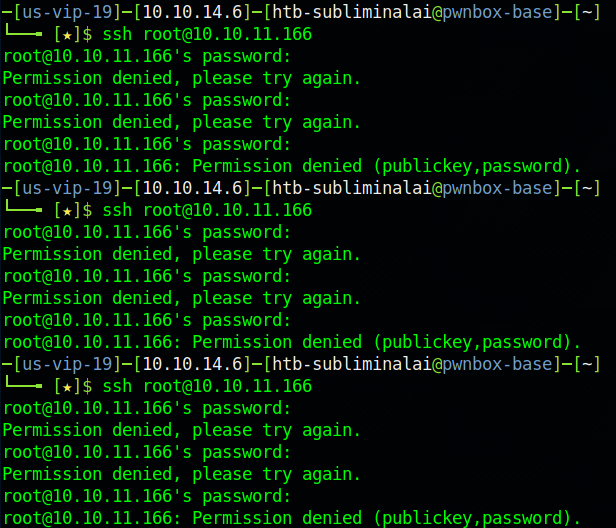 ─[us-vip-19]─[10.10.14.6]─[htb-subliminalai@pwnbox-base]─[~]
└──╼ [★]$ ssh root@10.10.11.166
root@10.10.11.166's password:
Permission denied, please try again.
root@10.10.11.166's password:
Permission denied, please try again.
root@10.10.11.166's password:
root@10.10.11.166: Permission denied (publickey,password).
─[us-vip-19]─[10.10.14.6]─[htb-subliminalai@pwnbox-base]─[~]
└──╼ [★]$ ssh root@10.10.11.166
root@10.10.11.166's password:
Permission denied, please try again.
root@10.10.11.166's password:
Permission denied, please try again.
root@10.10.11.166's password:
root@10.10.11.166: Permission denied (publickey,password).
─[us-vip-19]─[10.10.14.6]─[htb-subliminalai@pwnbox-base]─[~]
└──╼ [★]$ ssh root@10.10.11.166
root@10.10.11.166's password:
Permission denied, please try again.
root@10.10.11.166's password:
Permission denied, please try again.
root@10.10.11.166's password:
root@10.10.11.166: Permission denied (publickey,password).